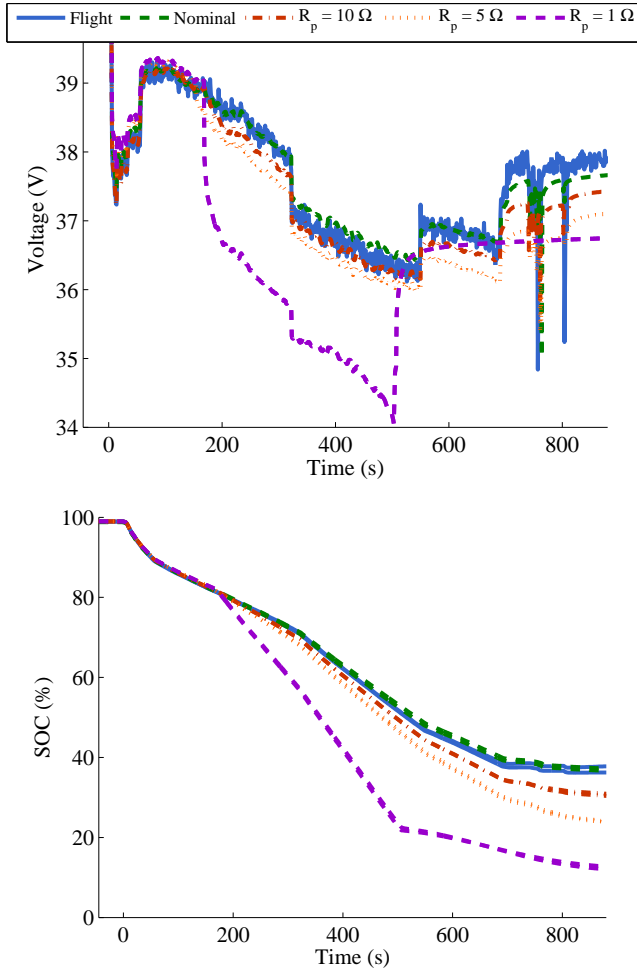 Flight Nominal R_p = 10 Ω R_p = 5 Ω R_p = 1 Ω
39
38
37
36
35
34
Voltage (V)
0 200 400 600 800
Time (s)
100
80
60
40
20
0
SOC (%)
0 200 400 600 800
Time (s)